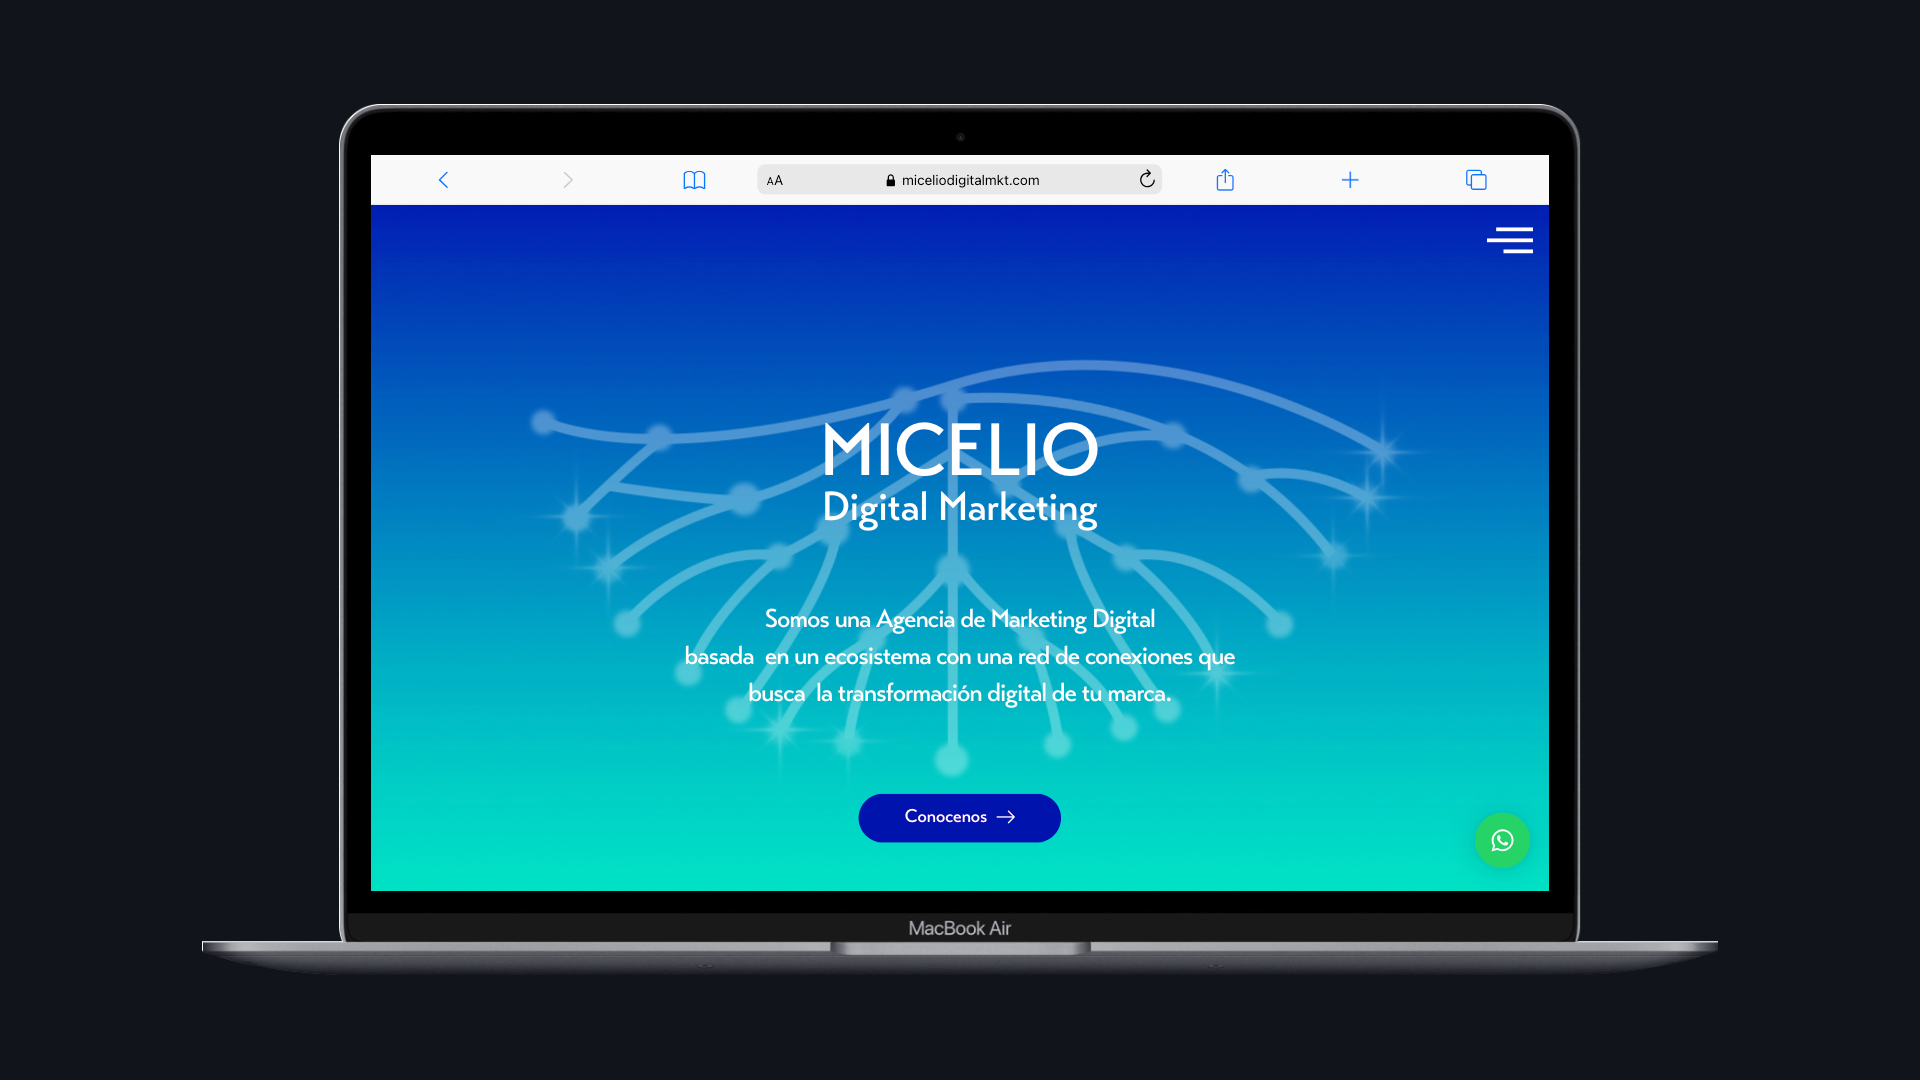 AA
miceliodigitalmkt.com
MICELIO
Digital Marketing
Somos una Agencia de Marketing Digital
basada  en un ecosistema con una red de conexiones que
busca  la transformación digital de tu marca.
Conocenos
MacBook Air